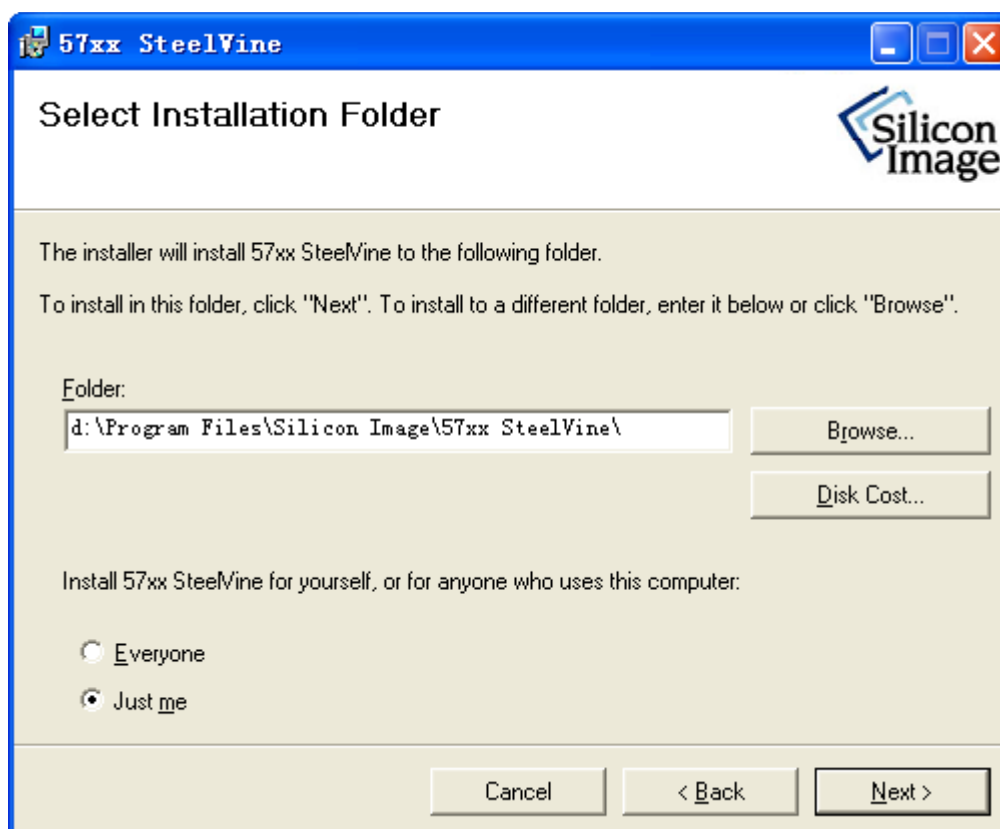 57xx SteelVine
Select Installation Folder
Silicon
Image
The installer will install 57xx SteelVine to the following folder.
To install in this folder, click "Next". To install to a different folder, enter it below or click "Browse".
Folder:
d:\Program Files\Silicon Image\57xx SteelVine\
Browse...
Disk Cost...
Install 57xx SteelVine for yourself, or for anyone who uses this computer:
Everyone
Just me
Cancel
< Back
Next >